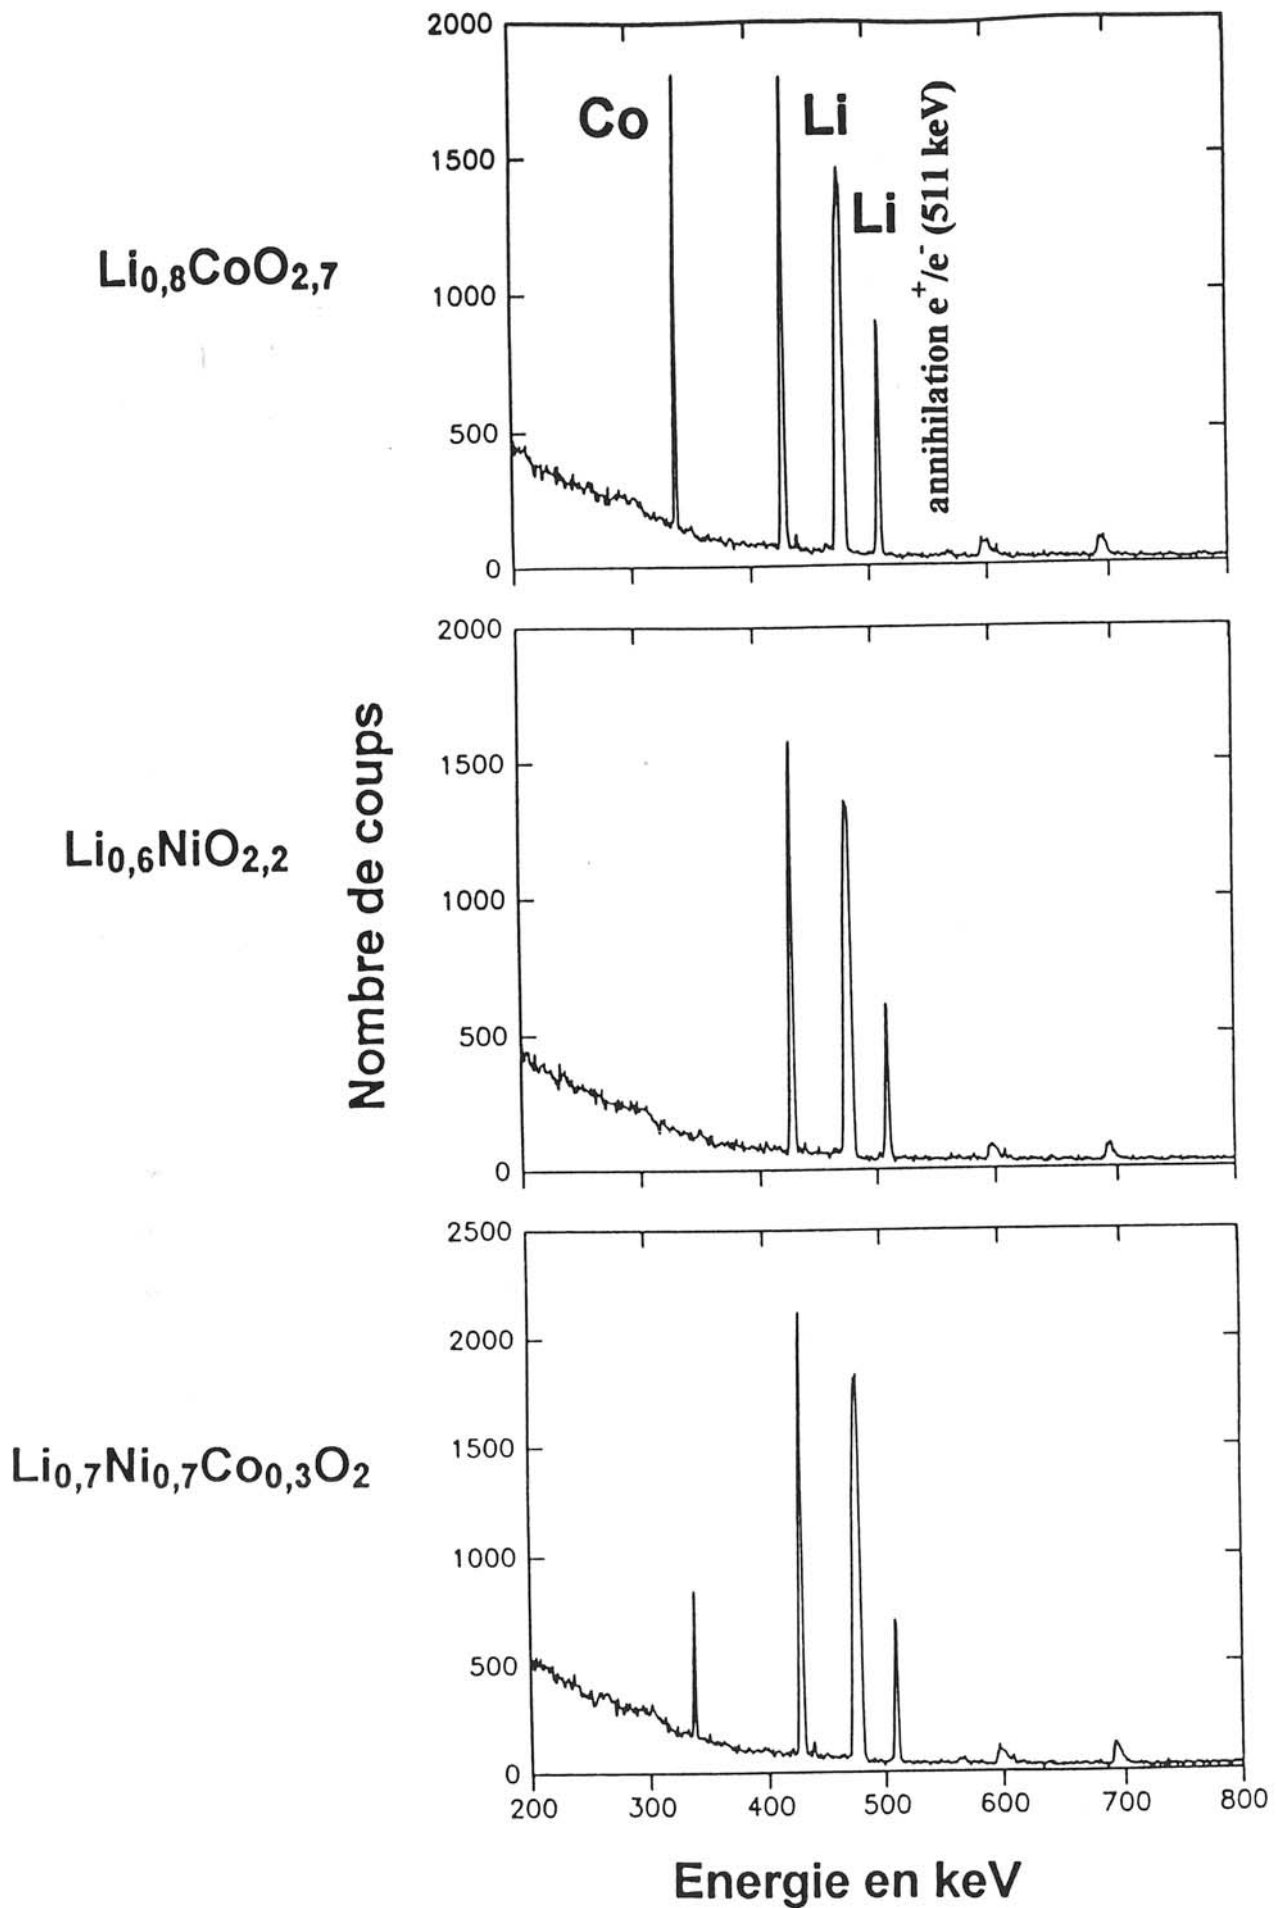 2000
Co
Li
1500
Li
annihilation e⁺/e⁻ (511 keV)
Li₀,₈CoO₂,₇
1000
500
0
2000
1500
Nombre de coups
Li₀,₆NiO₂,₂
1000
500
0
2500
2000
Li₀,₇Ni₀,₇Co₀,₃O₂
1500
1000
500
0
200 300 400 500 600 700 800
Energie en keV